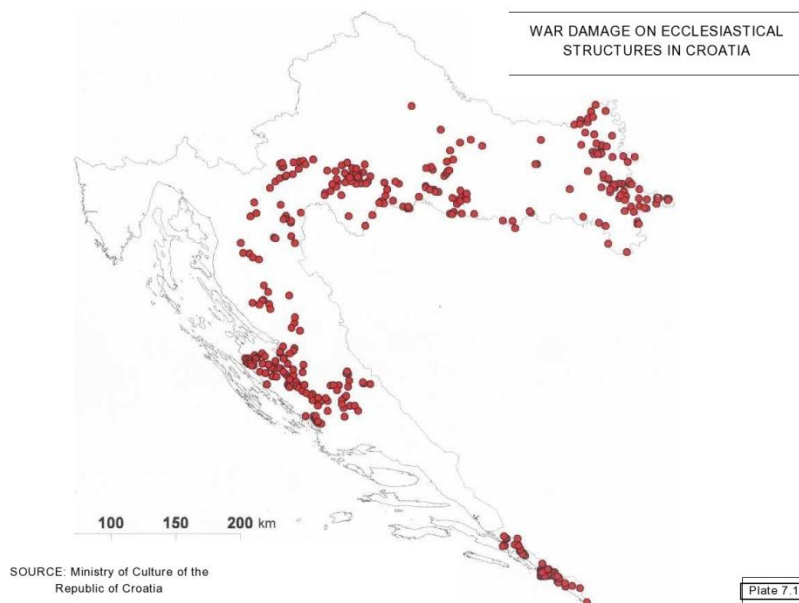 WAR DAMAGE ON ECCLESIASTICAL
STRUCTURES IN CROATIA
100 150 200 km
SOURCE: Ministry of Culture of the
Republic of Croatia
Plate 7.1